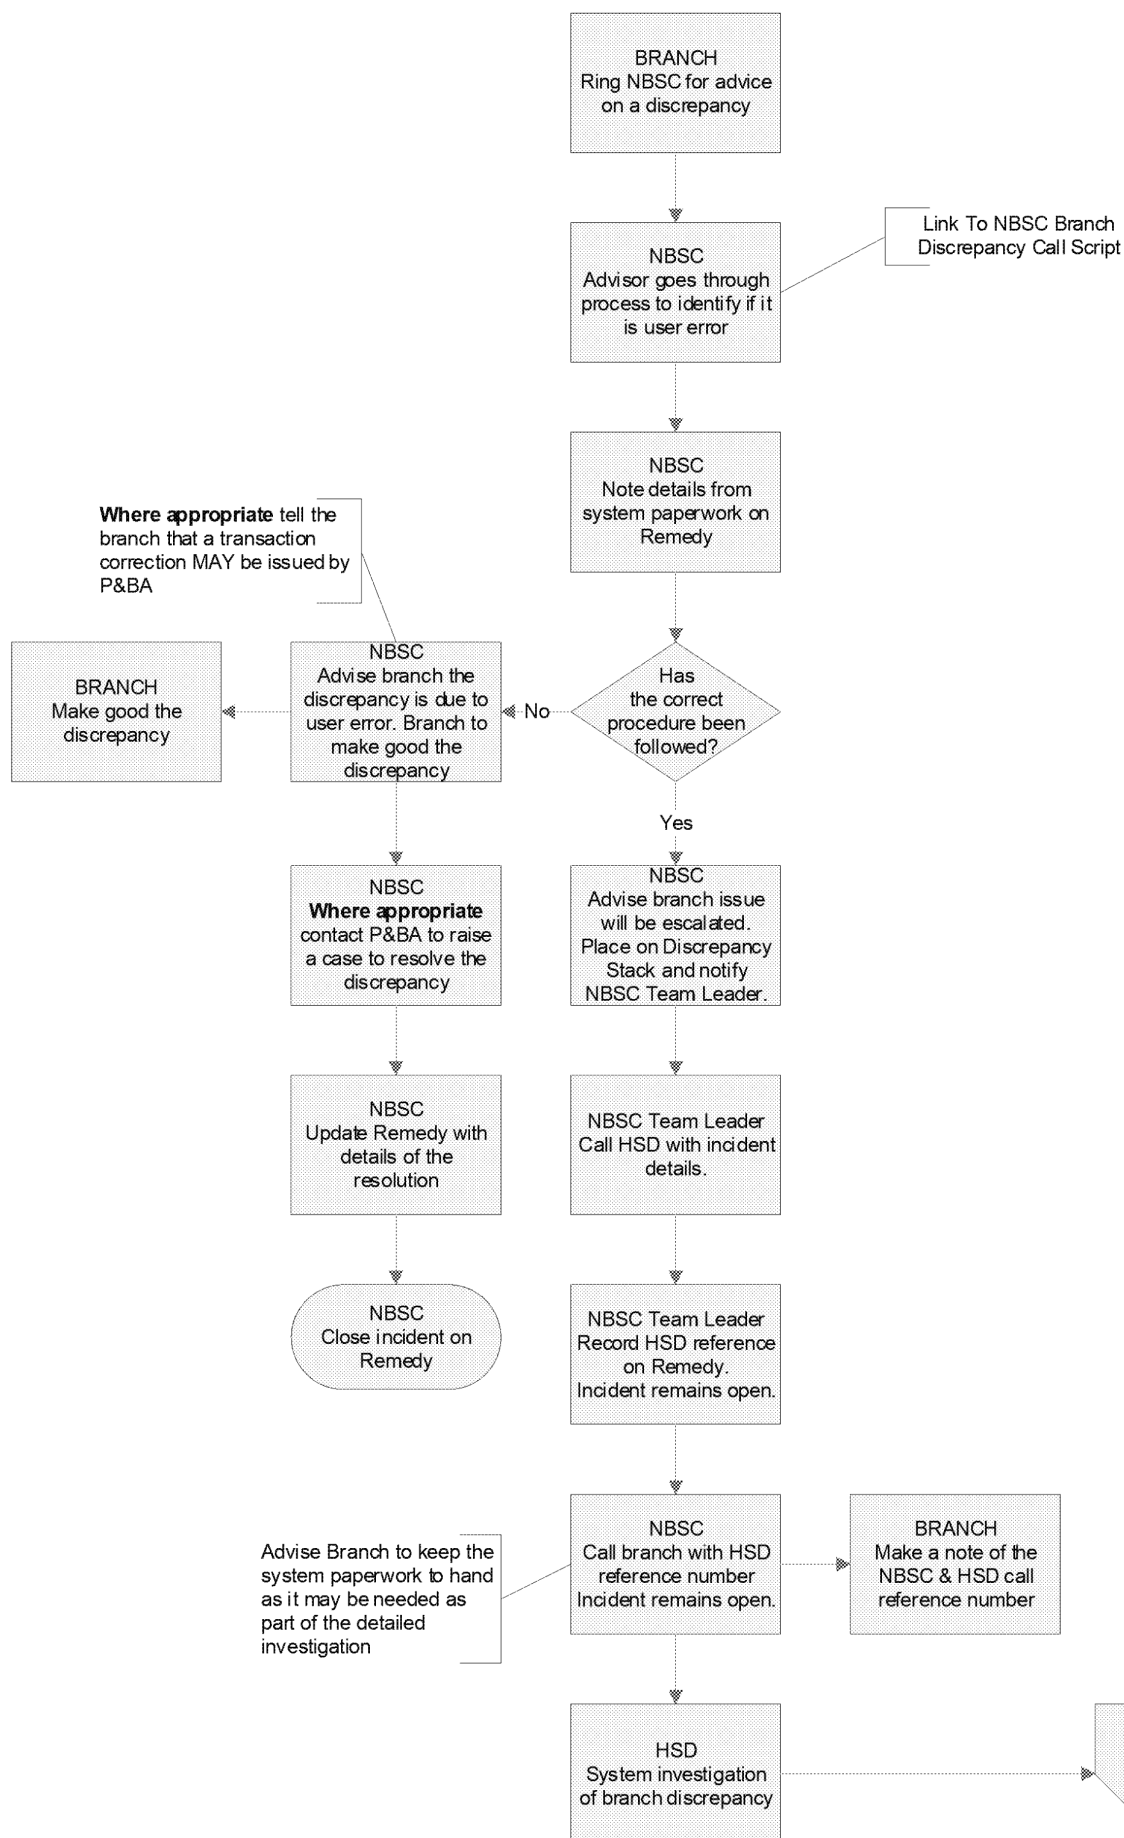 BRANCH
Ring NBSC for advice
on a discrepancy
Link To NBSC Branch
Discrepancy Call Script
NBSC
Advisor goes through
process to identify if it
is user error
NBSC
Note details from
system paperwork on
Remedy
Where appropriate tell the
branch that a transaction
correction MAY be issued by
P&BA
BRANCH
Make good the
discrepancy
NBSC
Advise branch the
discrepancy is due to
user error. Branch to
make good the
discrepancy
No
Has
the correct
procedure been
followed?
Yes
NBSC
Where appropriate
contact P&BA to raise
a case to resolve the
discrepancy
NBSC
Advise branch issue
will be escalated.
Place on Discrepancy
Stack and notify
NBSC Team Leader.
NBSC
Update Remedy with
details of the
resolution
NBSC Team Leader
Call HSD with incident
details.
NBSC
Close incident on
Remedy
NBSC Team Leader
Record HSD reference
on Remedy.
Incident remains open.
Advise Branch to keep the
system paperwork to hand
as it may be needed as
part of the detailed
investigation
NBSC
Call branch with HSD
reference number
Incident remains open.
BRANCH
Make a note of the
NBSC & HSD call
reference number
HSD
System investigation
of branch discrepancy